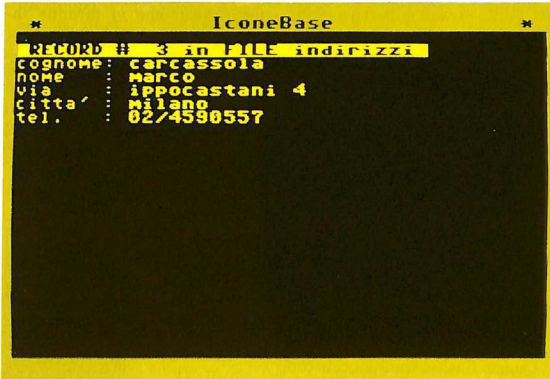 * IconeBase *
RECORD # 3 in FILE indirizzi
cognome: carcassola
nome : marco
via : ippocastani 4
citta' : milano
tel. : 02/4590557